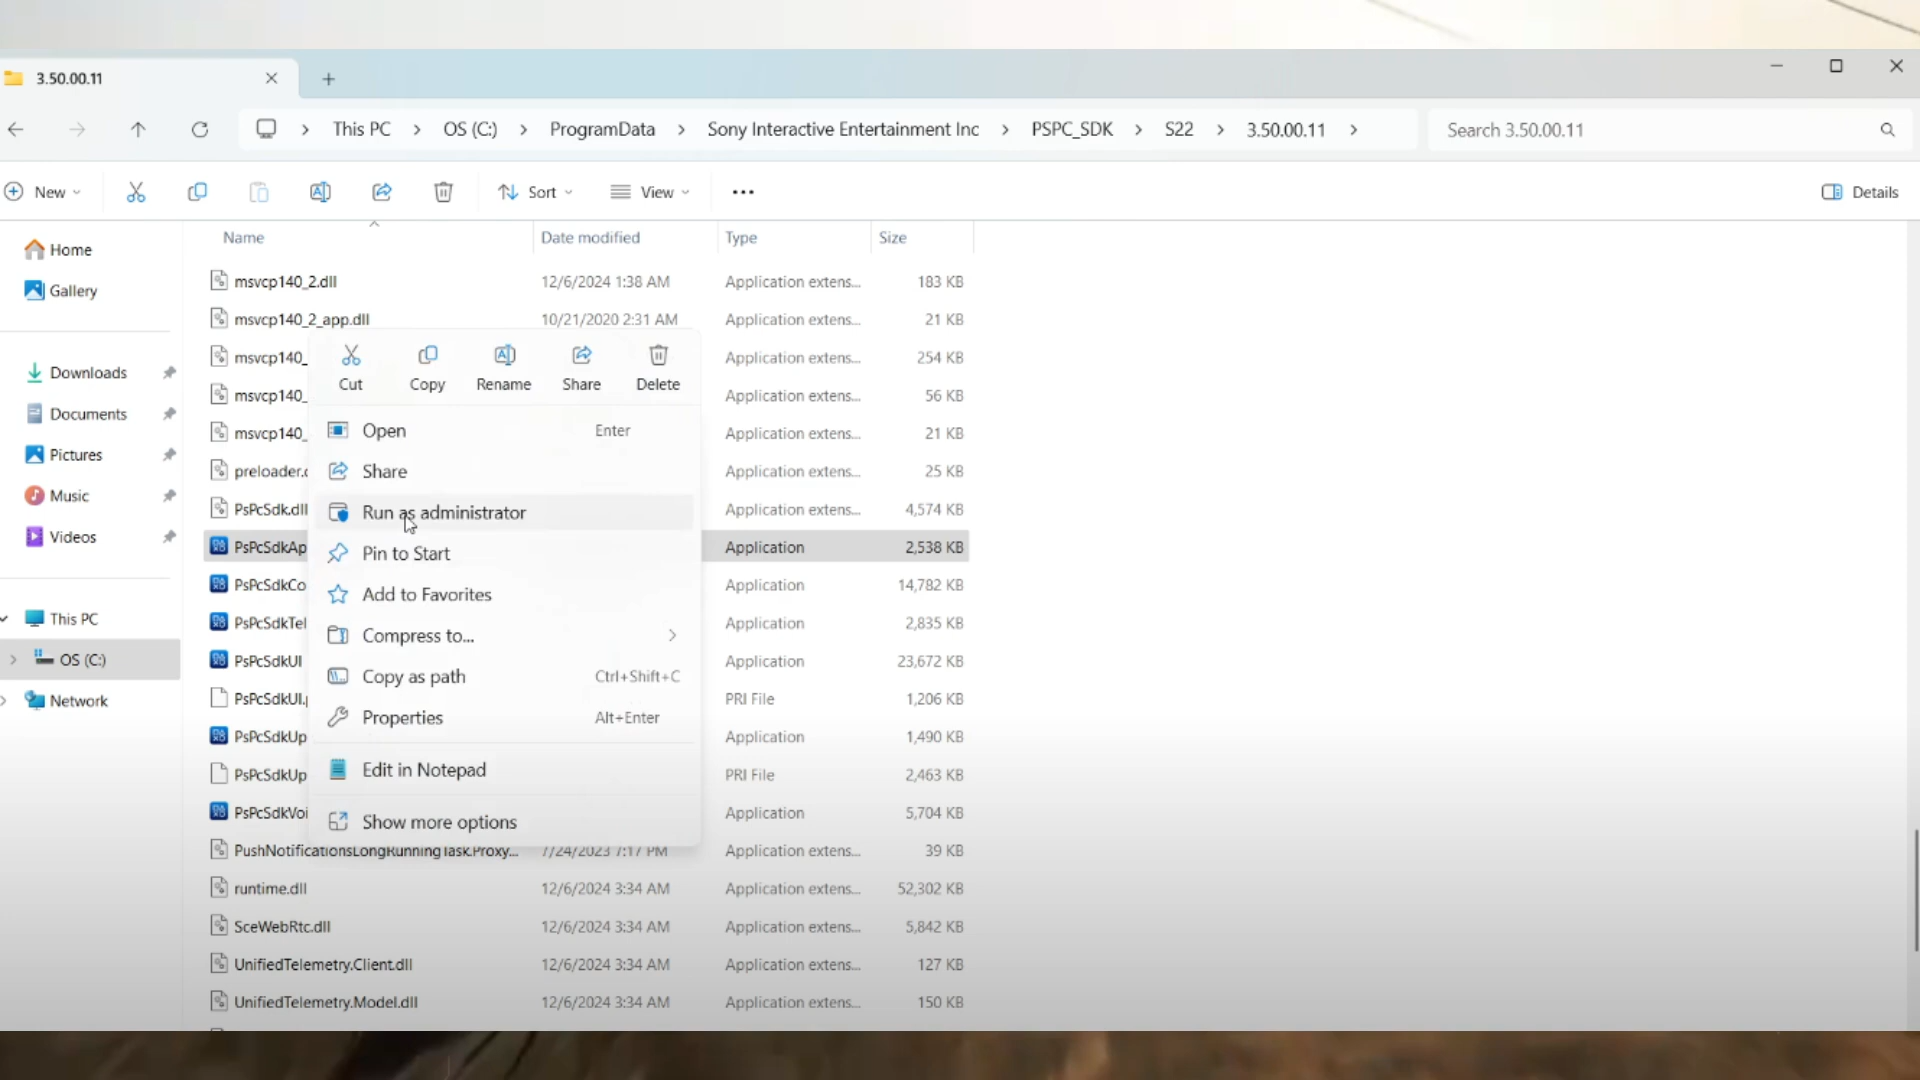 3.50.00.11
This PC > OS (C:) > ProgramData > Sony Interactive Entertainment Inc > PSPC_SDK > S22 > 3.50.00.11 >
Search 3.50.00.11
New
Sort
View
Details
Name Date modified Type Size
Home
Gallery
Downloads
Documents
Pictures
Music
Videos
This PC
OS (C:)
Network
msvcp140_2.dll 12/6/2024 1:38 AM Application extens... 183 KB
msvcp140_2_app.dll 10/21/2020 2:31 AM Application extens... 21 KB
msvcp140_ Application extens... 254 KB
msvcp140_ Application extens... 56 KB
msvcp140_ Application extens... 21 KB
preloader. Application extens... 25 KB
PsPcSdk.dll Application extens... 4,574 KB
PsPcSdkAp Application 2,538 KB
PsPcSdkCo Application 14,782 KB
PsPcSdkTel Application 2,835 KB
PsPcSdkUI Application 23,672 KB
PsPcSdkUI. PRI File 1,206 KB
PsPcSdkUp Application 1,490 KB
PsPcSdkUp PRI File 2,463 KB
PsPcSdkVoi Application 5,704 KB
PushNotificationsLongRunningTask.Proxy... 7/24/2023 7:17 PM Application extens... 39 KB
runtime.dll 12/6/2024 3:34 AM Application extens... 52,302 KB
SceWebRtc.dll 12/6/2024 3:34 AM Application extens... 5,842 KB
UnifiedTelemetry.Client.dll 12/6/2024 3:34 AM Application extens... 127 KB
UnifiedTelemetry.Model.dll 12/6/2024 3:34 AM Application extens... 150 KB
Cut Copy Rename Share Delete
Open Enter
Share
Run as administrator
Pin to Start
Add to Favorites
Compress to...
Copy as path Ctrl+Shift+C
Properties Alt+Enter
Edit in Notepad
Show more options